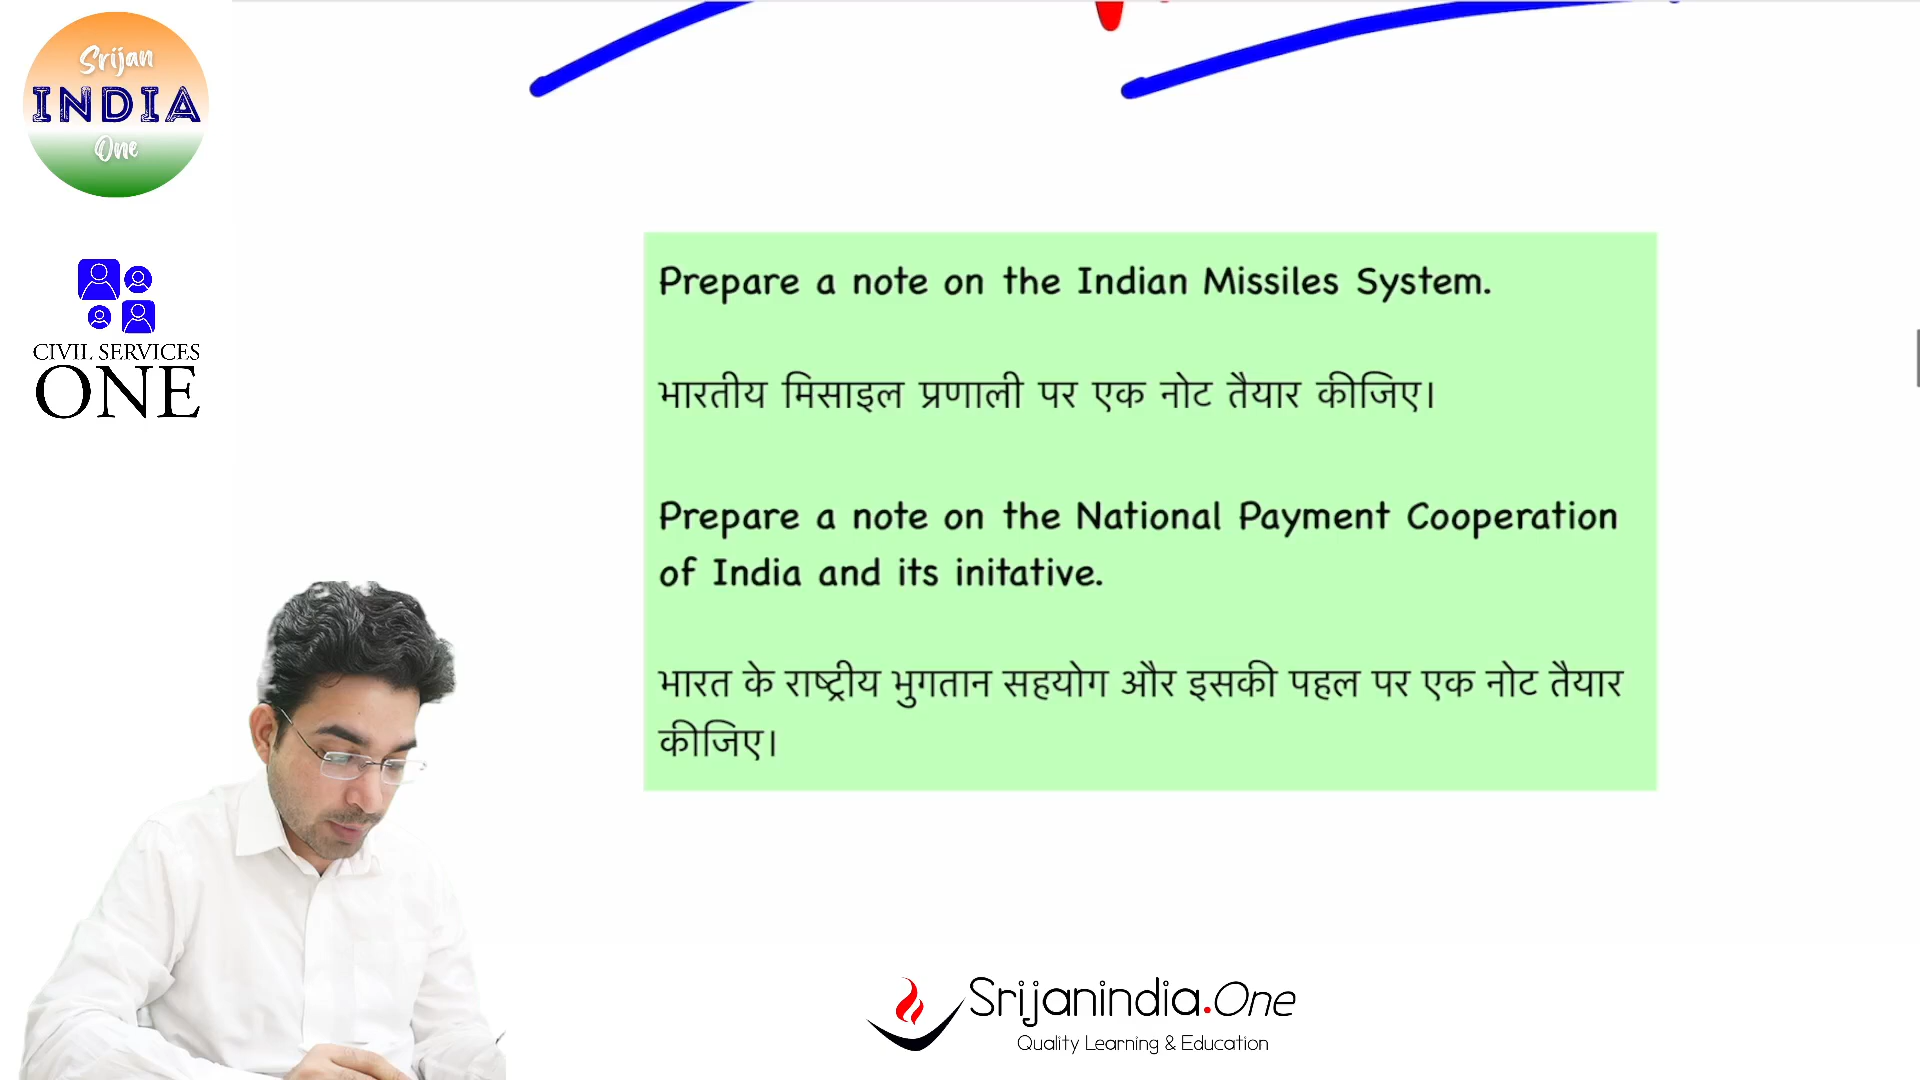 Srijan
INDIA
One
CIVIL SERVICES
ONE
Prepare a note on the Indian Missiles System.
भारतीय मिसाइल प्रणाली पर एक नोट तैयार कीजिए।
Prepare a note on the National Payment Cooperation
of India and its initative.
भारत के राष्ट्रीय भुगतान सहयोग और इसकी पहल पर एक नोट तैयार
कीजिए।
Srijanindia.One
Quality Learning & Education